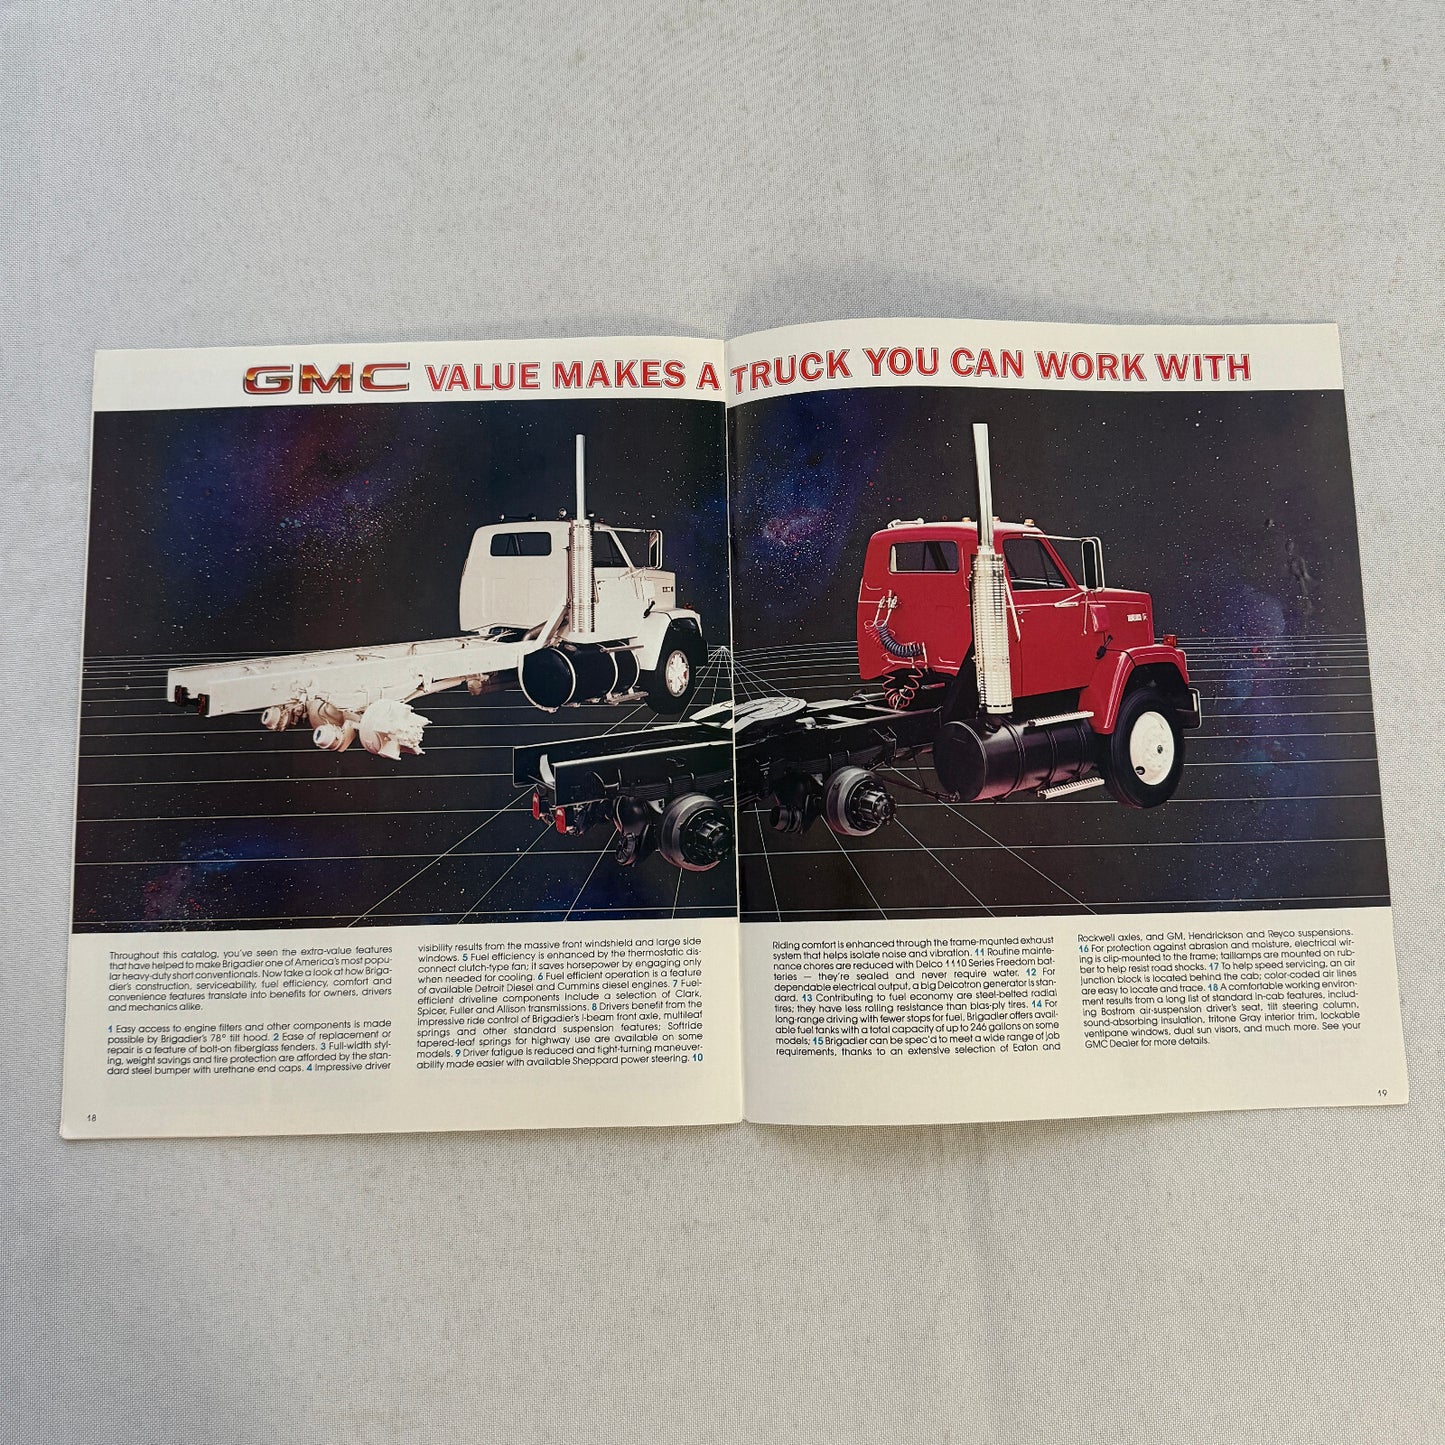 GMC VALUE MAKES A TRUCK YOU CAN WORK WITH
Throughout this catalog, you've seen the extra-value features
that have helped to make Brigadier one of America's most popu-
lar heavy-duty short conventionals. Now take a look at how Briga-
dier's construction, serviceability, fuel efficiency, comfort and
convenience features translate into benefits for owners, drivers
and mechanics alike.
1 Easy access to engine filters and other components is made
possible by Brigadier's 78° tilt hood. 2 Ease of replacement or
repair is a feature of bolt-on fiberglass fenders. 3 Full-width styl-
ing, weight savings and tire protection are afforded by the stan-
dard steel bumper with urethane end caps. 4 Impressive driver
visibility results from the massive front windshield and large side
windows. 5 Fuel efficiency is enhanced by the thermostatic dis-
connect clutch-type fan; it saves horsepower by engaging only
when needed for cooling. 6 Fuel efficient operation is a feature
of available Detroit Diesel and Cummins diesel engines. 7 Fuel-
efficient driveline components include a selection of Clark,
Spicer, Fuller and Allison transmissions. 8 Drivers benefit from the
impressive ride control of Brigadier's I-beam front axle, multileaf
springs and other standard suspension features; Softride
tapered-leaf springs for highway use are available on some
models. 9 Driver fatigue is reduced and tight-turning maneuver-
ability made easier with available Sheppard power steering. 10
18
Riding comfort is enhanced through the frame-mounted exhaust
system that helps isolate noise and vibration. 11 Routine mainte-
nance chores are reduced with Delco 1110 Series Freedom bat-
teries — they're sealed and never require water. 12 For
dependable electrical output, a big Delcotron generator is stan-
dard. 13 Contributing to fuel economy are steel-belted radial
tires; they have less rolling resistance than bias-ply tires. 14 For
long-range driving with fewer stops for fuel, Brigadier offers avail-
able fuel tanks with a total capacity of up to 246 gallons on some
models; 15 Brigadier can be spec'd to meet a wide range of job
requirements, thanks to an extensive selection of Eaton and
Rockwell axles, and GM, Hendrickson and Reyco suspensions.
16 For protection against abrasion and moisture, electrical wir-
ing is clip-mounted to the frame; taillamps are mounted on rub-
ber to help resist road shocks. 17 To help speed servicing, an air
junction block is located behind the cab; color-coded air lines
are easy to locate and trace. 18 A comfortable working environ-
ment results from a long list of standard in-cab features, includ-
ing Bostrom air-suspension driver's seat, tilt steering column,
sound-absorbing insulation, tritone Gray interior trim, lockable
ventipane windows, dual sun visors, and much more. See your
GMC Dealer for more details.
19